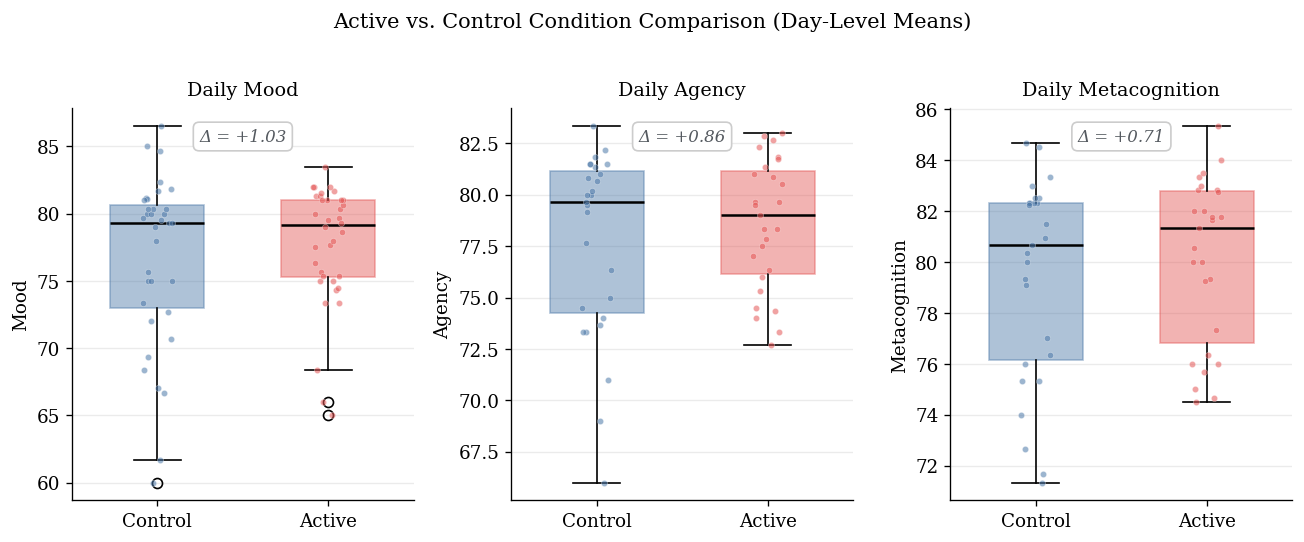 Active vs. Control Condition Comparison (Day-Level Means)
Daily Mood
Δ = +1.03
Mood
85
80
75
70
65
60
Control
Active
Daily Agency
Δ = +0.86
Agency
82.5
80.0
77.5
75.0
72.5
70.0
67.5
Control
Active
Daily Metacognition
Δ = +0.71
Metacognition
86
84
82
80
78
76
74
72
Control
Active